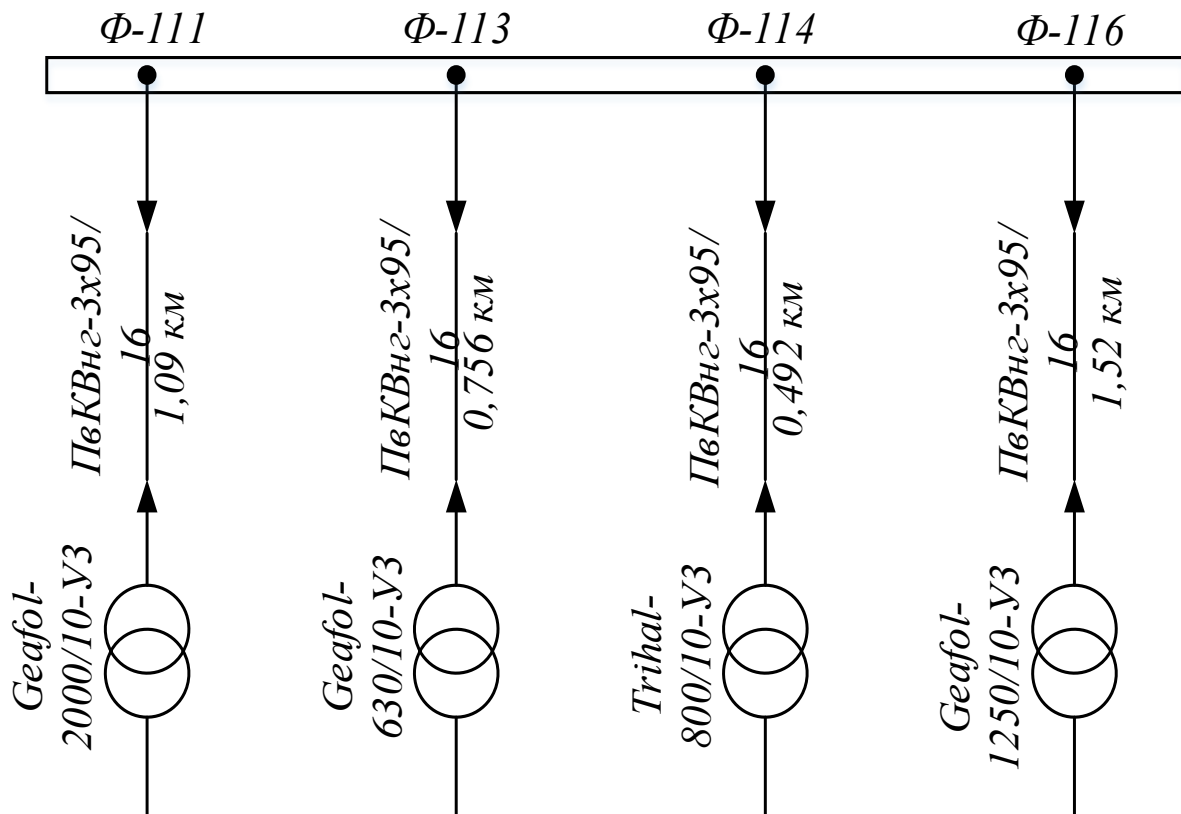 Ф-111
Ф-113
Ф-114
Ф-116
ПвКВнг-3х95/
16
1,09 км
ПвКВнг-3х95/
16
0,756 км
ПвКВнг-3х95/
16
0,492 км
ПвКВнг-3х95/
16
1,52 км
Geafol-
2000/10-У3
Geafol-
630/10-У3
Trihal-
800/10-У3
Geafol-
1250/10-У3